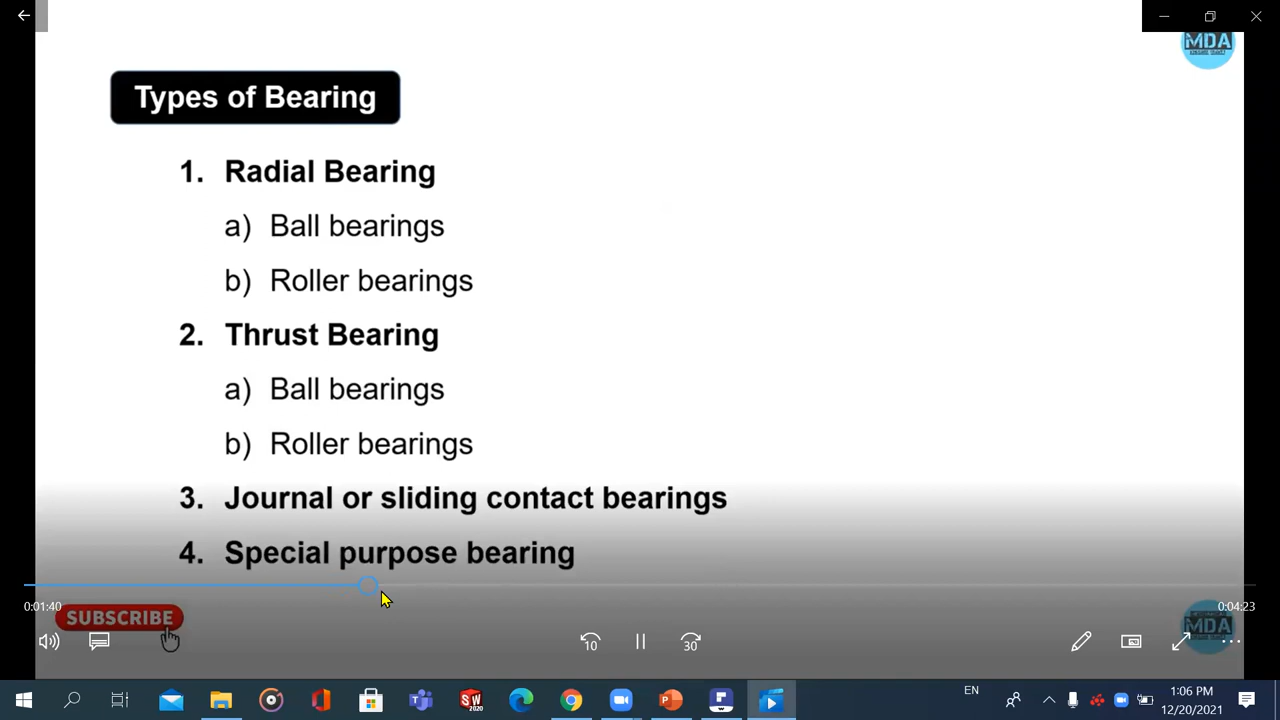 MDA
Types of Bearing
1. Radial Bearing
a) Ball bearings
b) Roller bearings
2. Thrust Bearing
a) Ball bearings
b) Roller bearings
3. Journal or sliding contact bearings
4. Special purpose bearing
0:01:40
0:04:23
SUBSCRIBE
MDA
10
30
SW
2020
EN
1:06 PM
12/20/2021